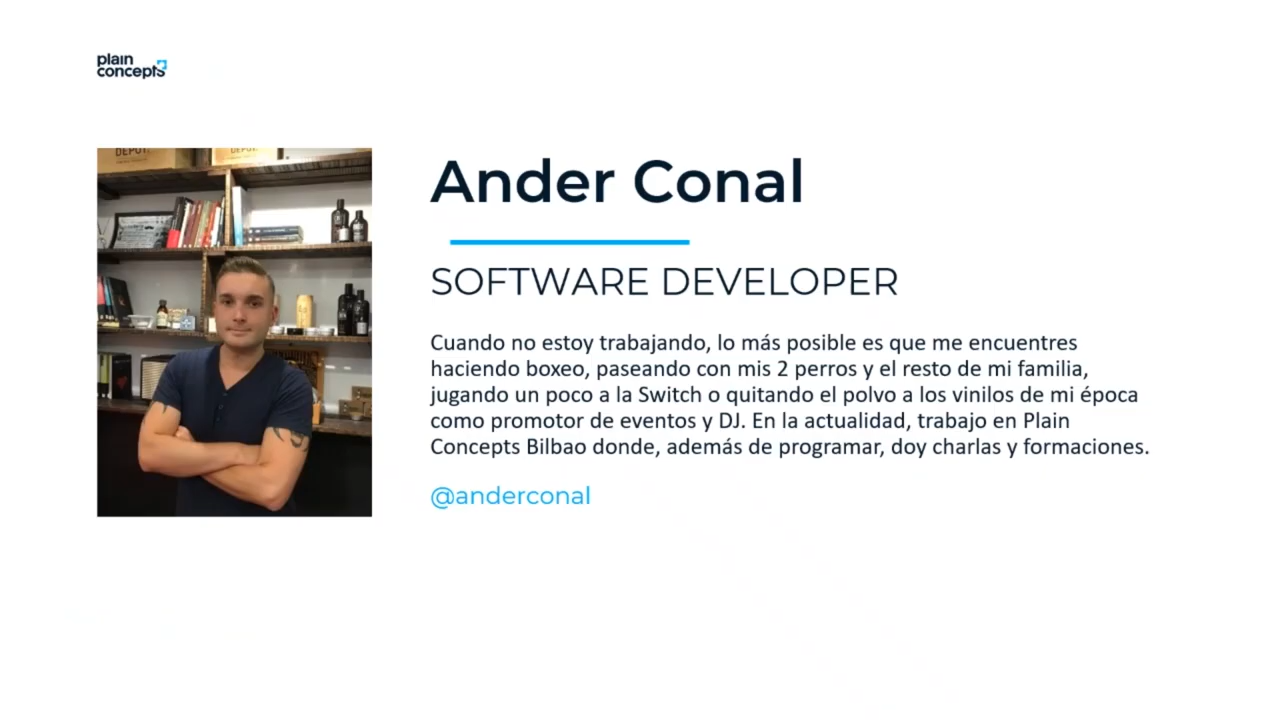 plain
concepts
DEPOT.
Ander Conal
SOFTWARE DEVELOPER
Cuando no estoy trabajando, lo más posible es que me encuentres
haciendo boxeo, paseando con mis 2 perros y el resto de mi familia,
jugando un poco a la Switch o quitando el polvo a los vinilos de mi época
como promotor de eventos y DJ. En la actualidad, trabajo en Plain
Concepts Bilbao donde, además de programar, doy charlas y formaciones.
@anderconal